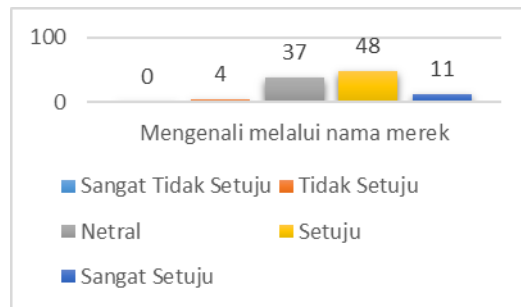 100
0
0
4
37
48
11
Mengenali melalui nama merek
Sangat Tidak Setuju
Tidak Setuju
Netral
Setuju
Sangat Setuju